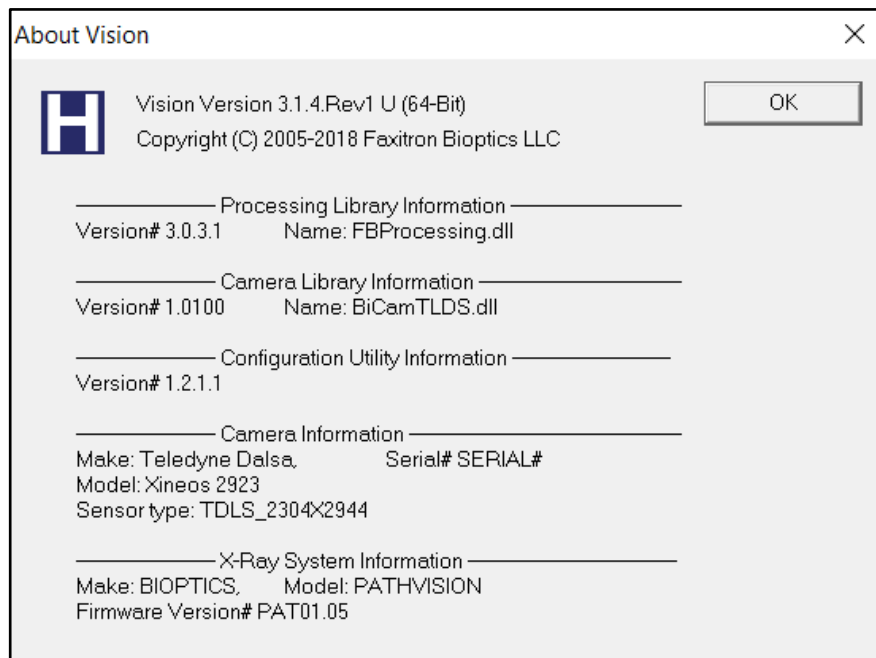 About Vision
H
Vision Version 3.1.4.Rev1 U (64-Bit)
OK
Copyright (C) 2005-2018 Faxitron Bioptics LLC
Processing Library Information
Version# 3.0.3.1 Name: FBProcessing.dll
Camera Library Information
Version# 1.0100 Name: BiCamTLDS.dll
Configuration Utility Information
Version# 1.2.1.1
Camera Information
Make: Teledyne Dalsa, Serial# SERIAL#
Model: Xineos 2923
Sensor type: TDLS_2304X2944
X-Ray System Information
Make: BIOPTICS, Model: PATHVISION
Firmware Version# PAT01.05